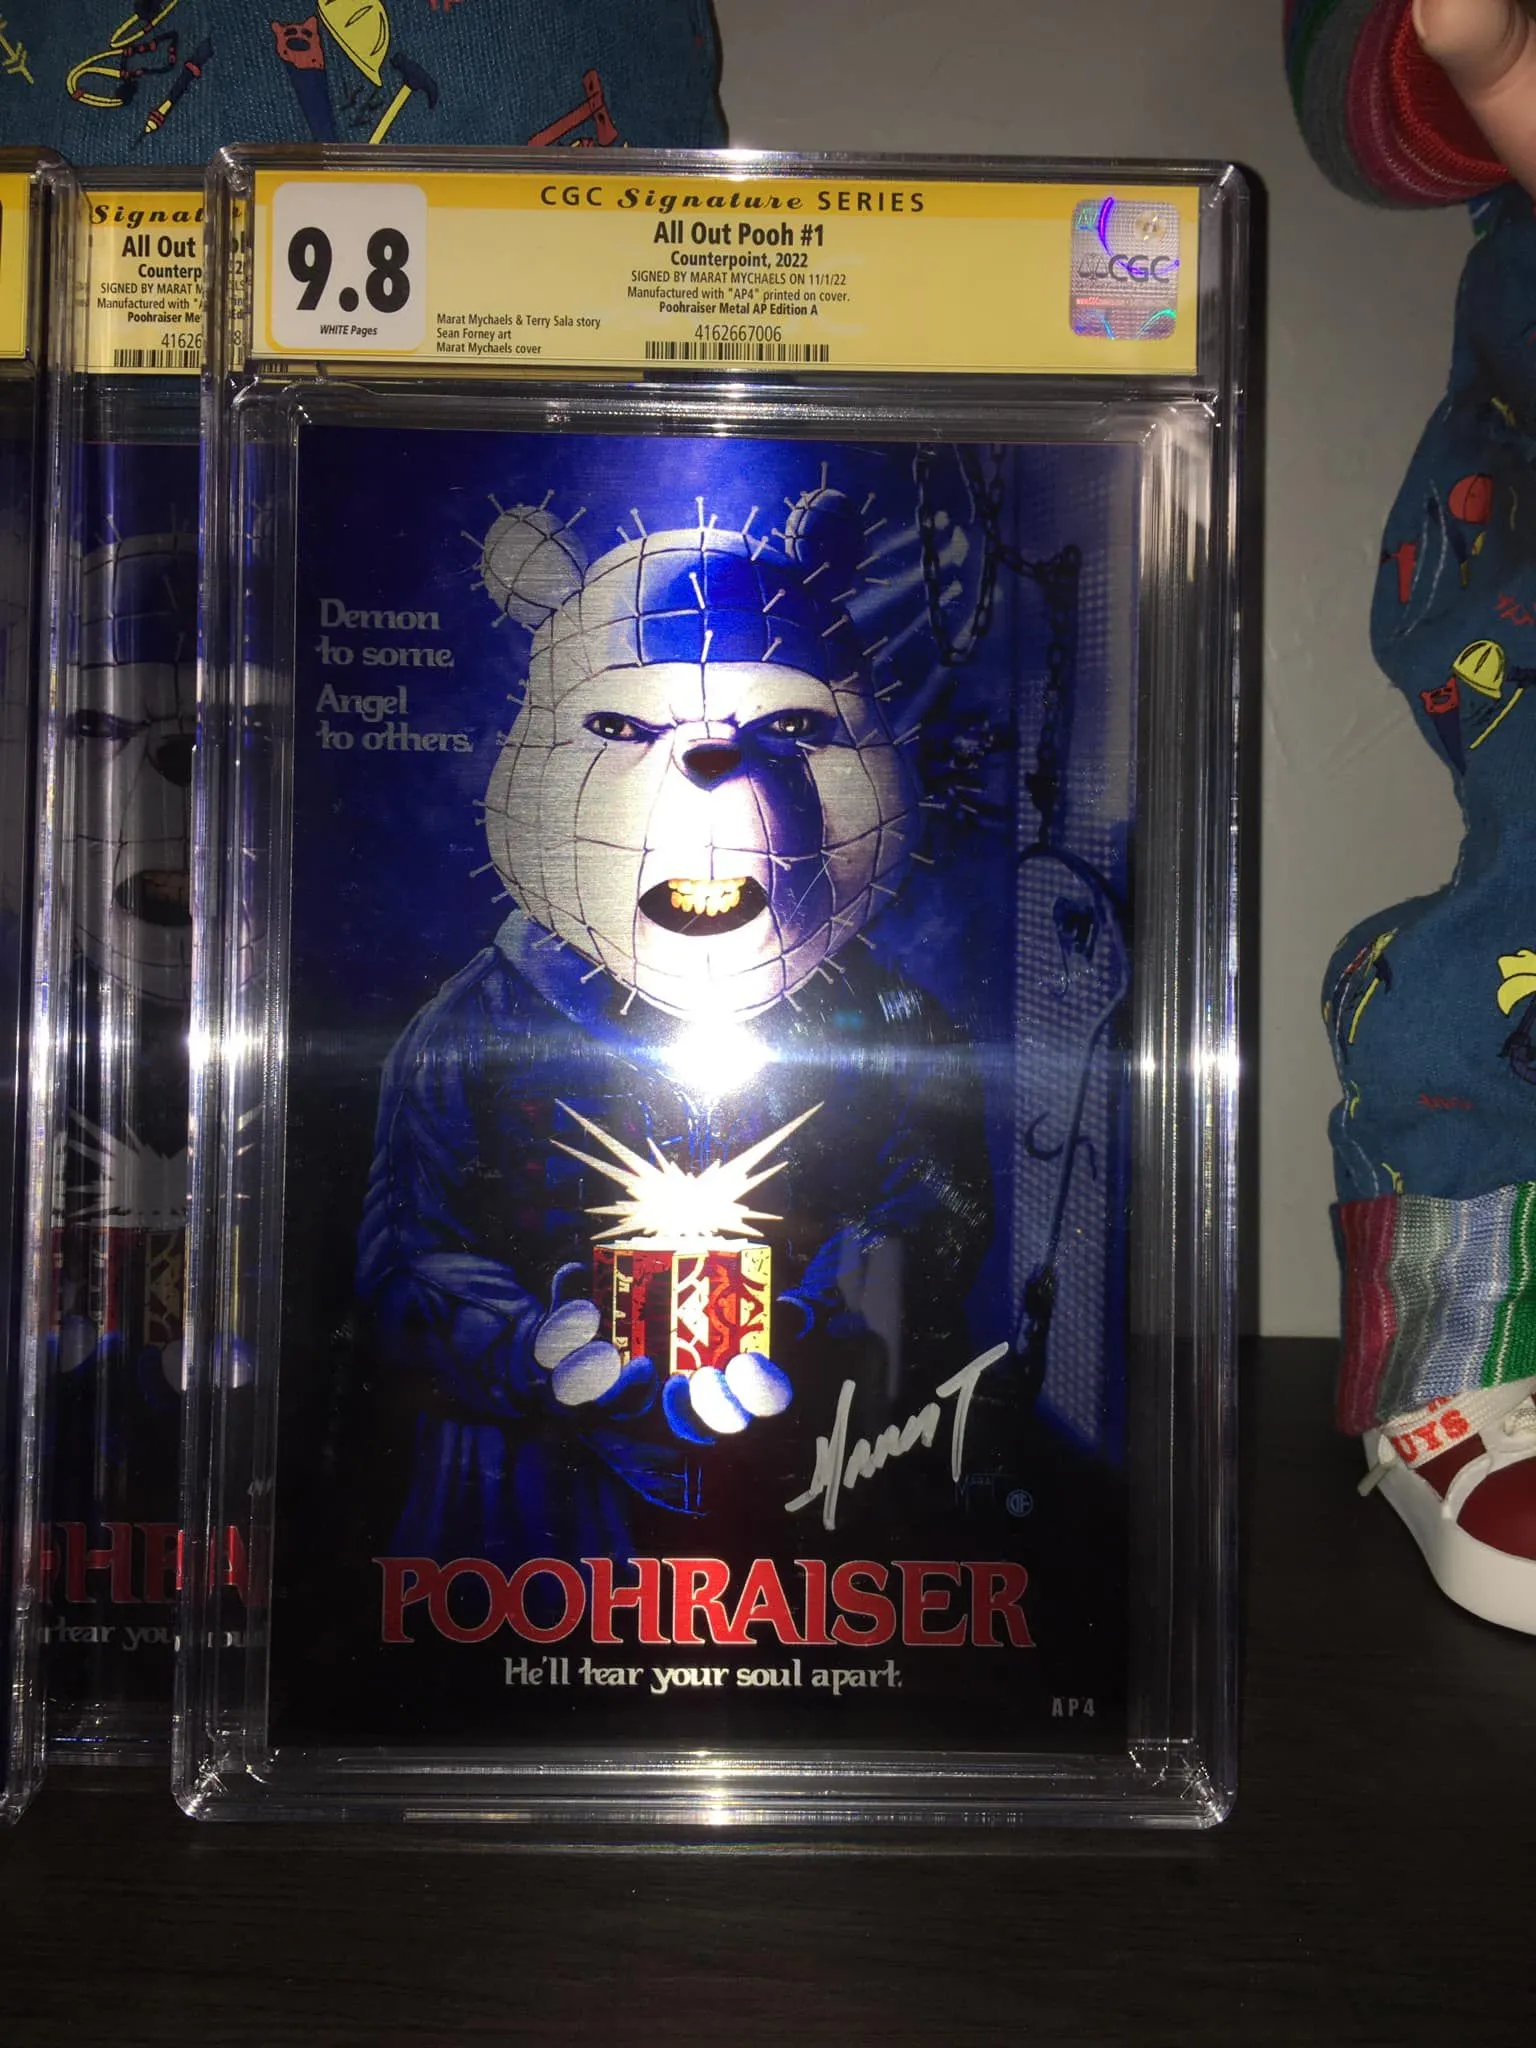 CGC Signature SERIES
9.8
WHITE Pages
All Out Pooh #1
Counterpoint, 2022
SIGNED BY MARAT MYCHAELS ON 11/1/22
Manufactured with "AP4" printed on cover.
Poohraiser Metal AP Edition A
4162667006
Marat Mychaels & Terry Sala story
Sean Forney art
Marat Mychaels cover
CGC
Demon
to some.
Angel
to others.
POOHRAISER
He'll tear your soul apart.
AP4
Signat
All Out
Counterp
SIGNED BY MARAT M
Manufactured with
Poohraiser Me
41626
tear you
UYS